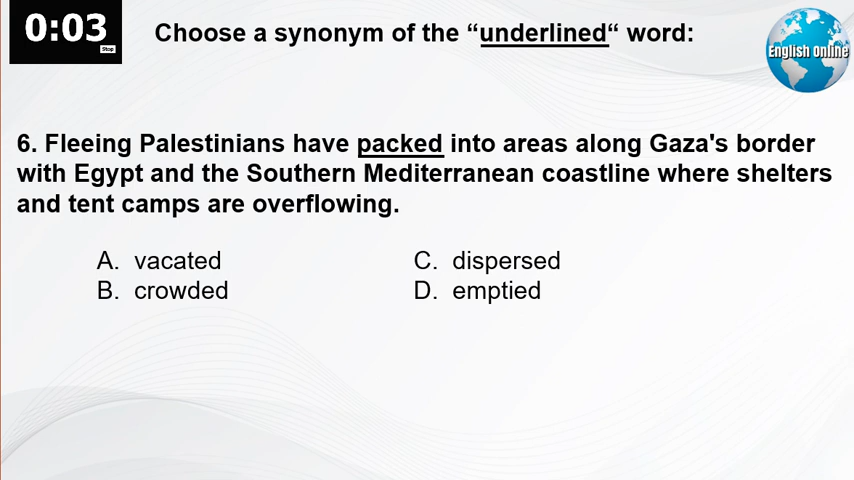 0:03
Stop
Choose a synonym of the “underlined“ word:
English Online
6. Fleeing Palestinians have packed into areas along Gaza's border
with Egypt and the Southern Mediterranean coastline where shelters
and tent camps are overflowing.
A. vacated
B. crowded
C. dispersed
D. emptied